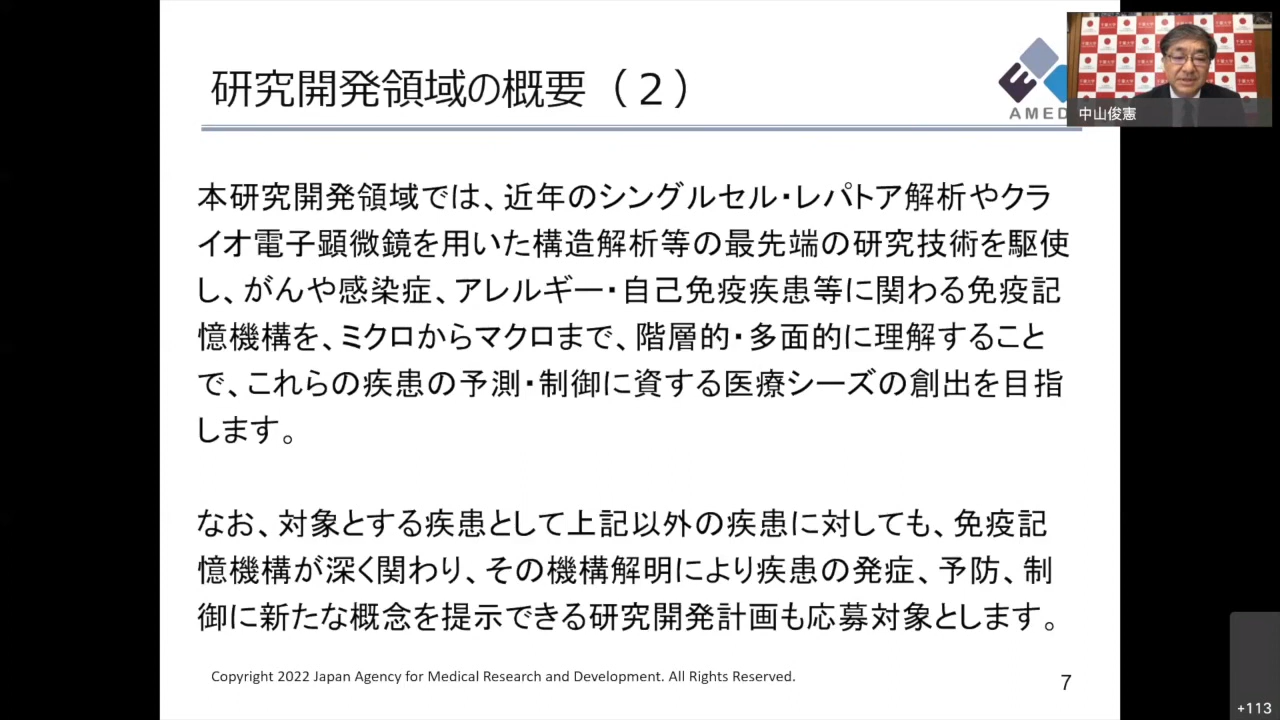 研究開発領域の概要（２）
AMED
中山俊憲
本研究開発領域では、近年のシングルセル・レパトア解析やクラ
イオ電子顕微鏡を用いた構造解析等の最先端の研究技術を駆使
し、がんや感染症、アレルギー・自己免疫疾患等に関わる免疫記
憶機構を、ミクロからマクロまで、階層的・多面的に理解すること
で、これらの疾患の予測・制御に資する医療シーズの創出を目指
します。
なお、対象とする疾患として上記以外の疾患に対しても、免疫記
憶機構が深く関わり、その機構解明により疾患の発症、予防、制
御に新たな概念を提示できる研究開発計画も応募対象とします。
Copyright 2022 Japan Agency for Medical Research and Development. All Rights Reserved.
7
+113